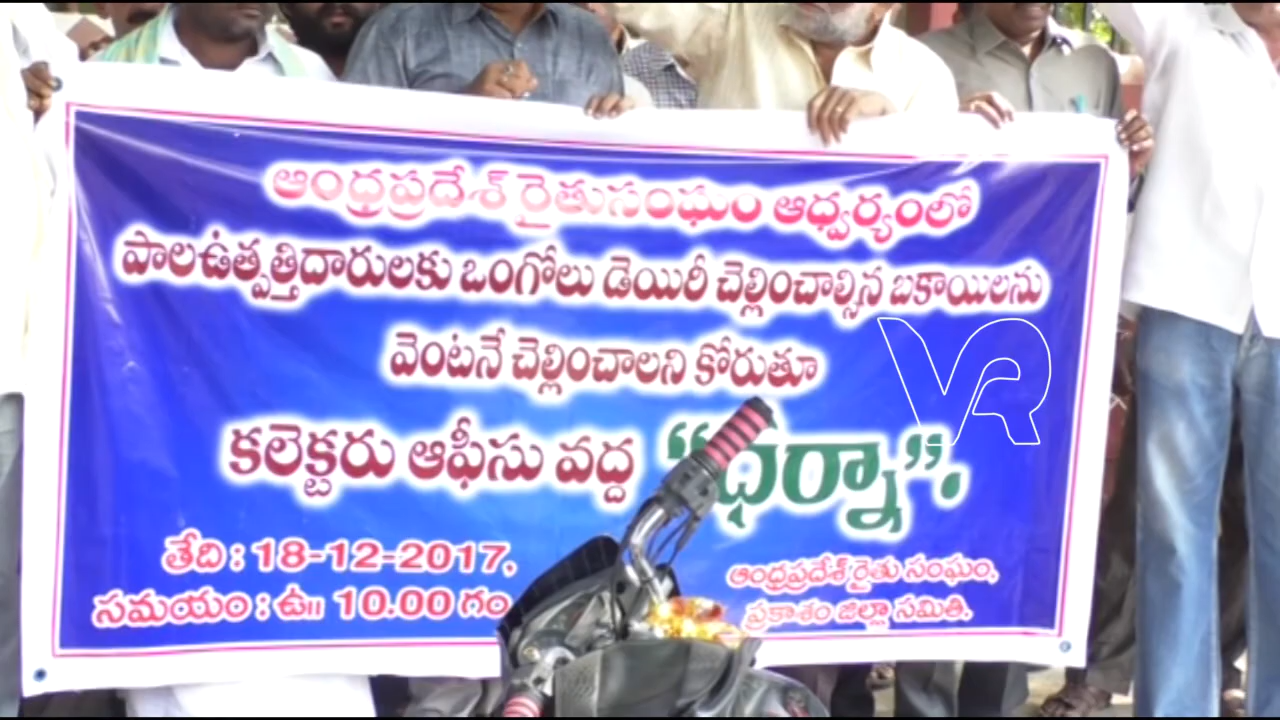 ఆంధ్రప్రదేశ్ రైతుసంఘం ఆధ్వర్యంలో
పాలఉత్పత్తిదారులకు ఒంగోలు డెయిరీ చెల్లించాల్సిన బకాయిలను
వెంటనే చెల్లించాలని కోరుతూ
కలెక్టరు ఆఫీసు వద్ద "ధర్నా".
తేది : 18-12-2017,
సమయం : ఉ॥ 10.00 గం
ఆంధ్రప్రదేశ్ రైతు సంఘం,
ప్రకాశం జిల్లా సమితి.
VR